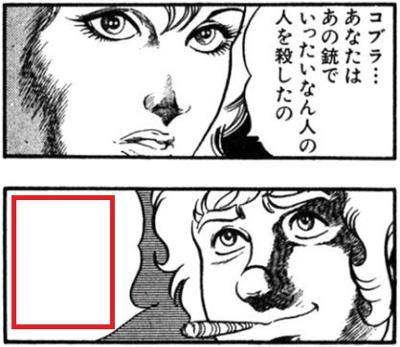 コブラ…
あなたは
あの銃で
いったいなん人の
人を殺したの